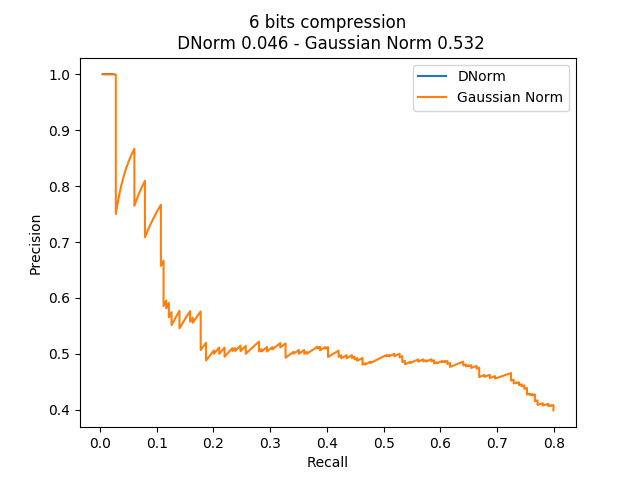 6 bits compression
DNorm 0.046 - Gaussian Norm 0.532
DNorm
Gaussian Norm
1.0
0.9
0.8
0.7
0.6
0.5
0.4
Precision
0.0 0.1 0.2 0.3 0.4 0.5 0.6 0.7 0.8
Recall